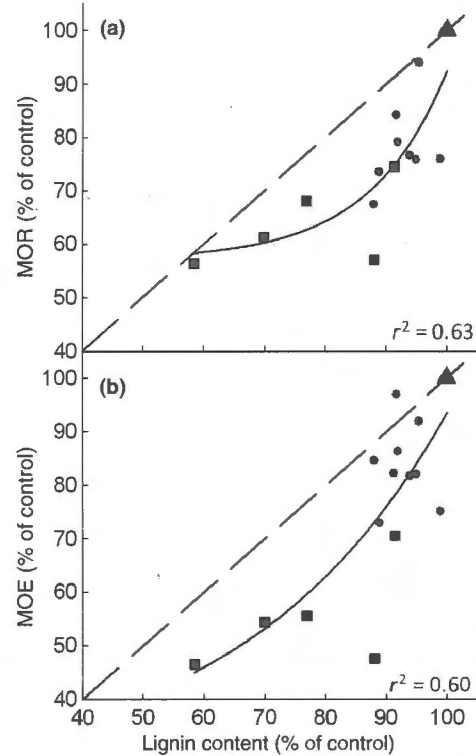 (a)
100
90
80
70
60
50
40
MOR (% of control)
r² = 0.63
(b)
100
90
80
70
60
50
40
MOE (% of control)
r² = 0.60
40 50 60 70 80 90 100
Lignin content (% of control)